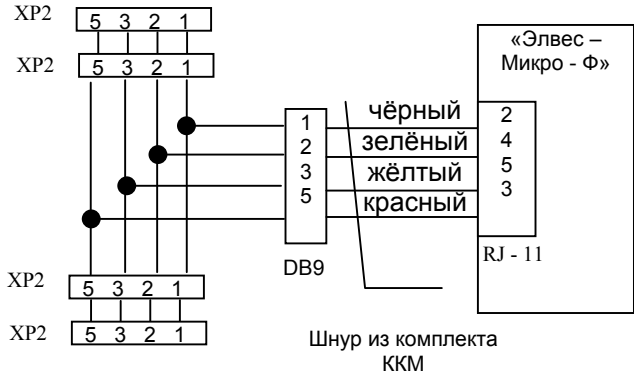 XP2
5 3 2 1
XP2
5 3 2 1
«Элвес –
Микро - Ф»
чёрный
зелёный
жёлтый
красный
1
2
3
5
2
4
5
3
DB9
RJ - 11
XP2
5 3 2 1
XP2
5 3 2 1
Шнур из комплекта
ККМ